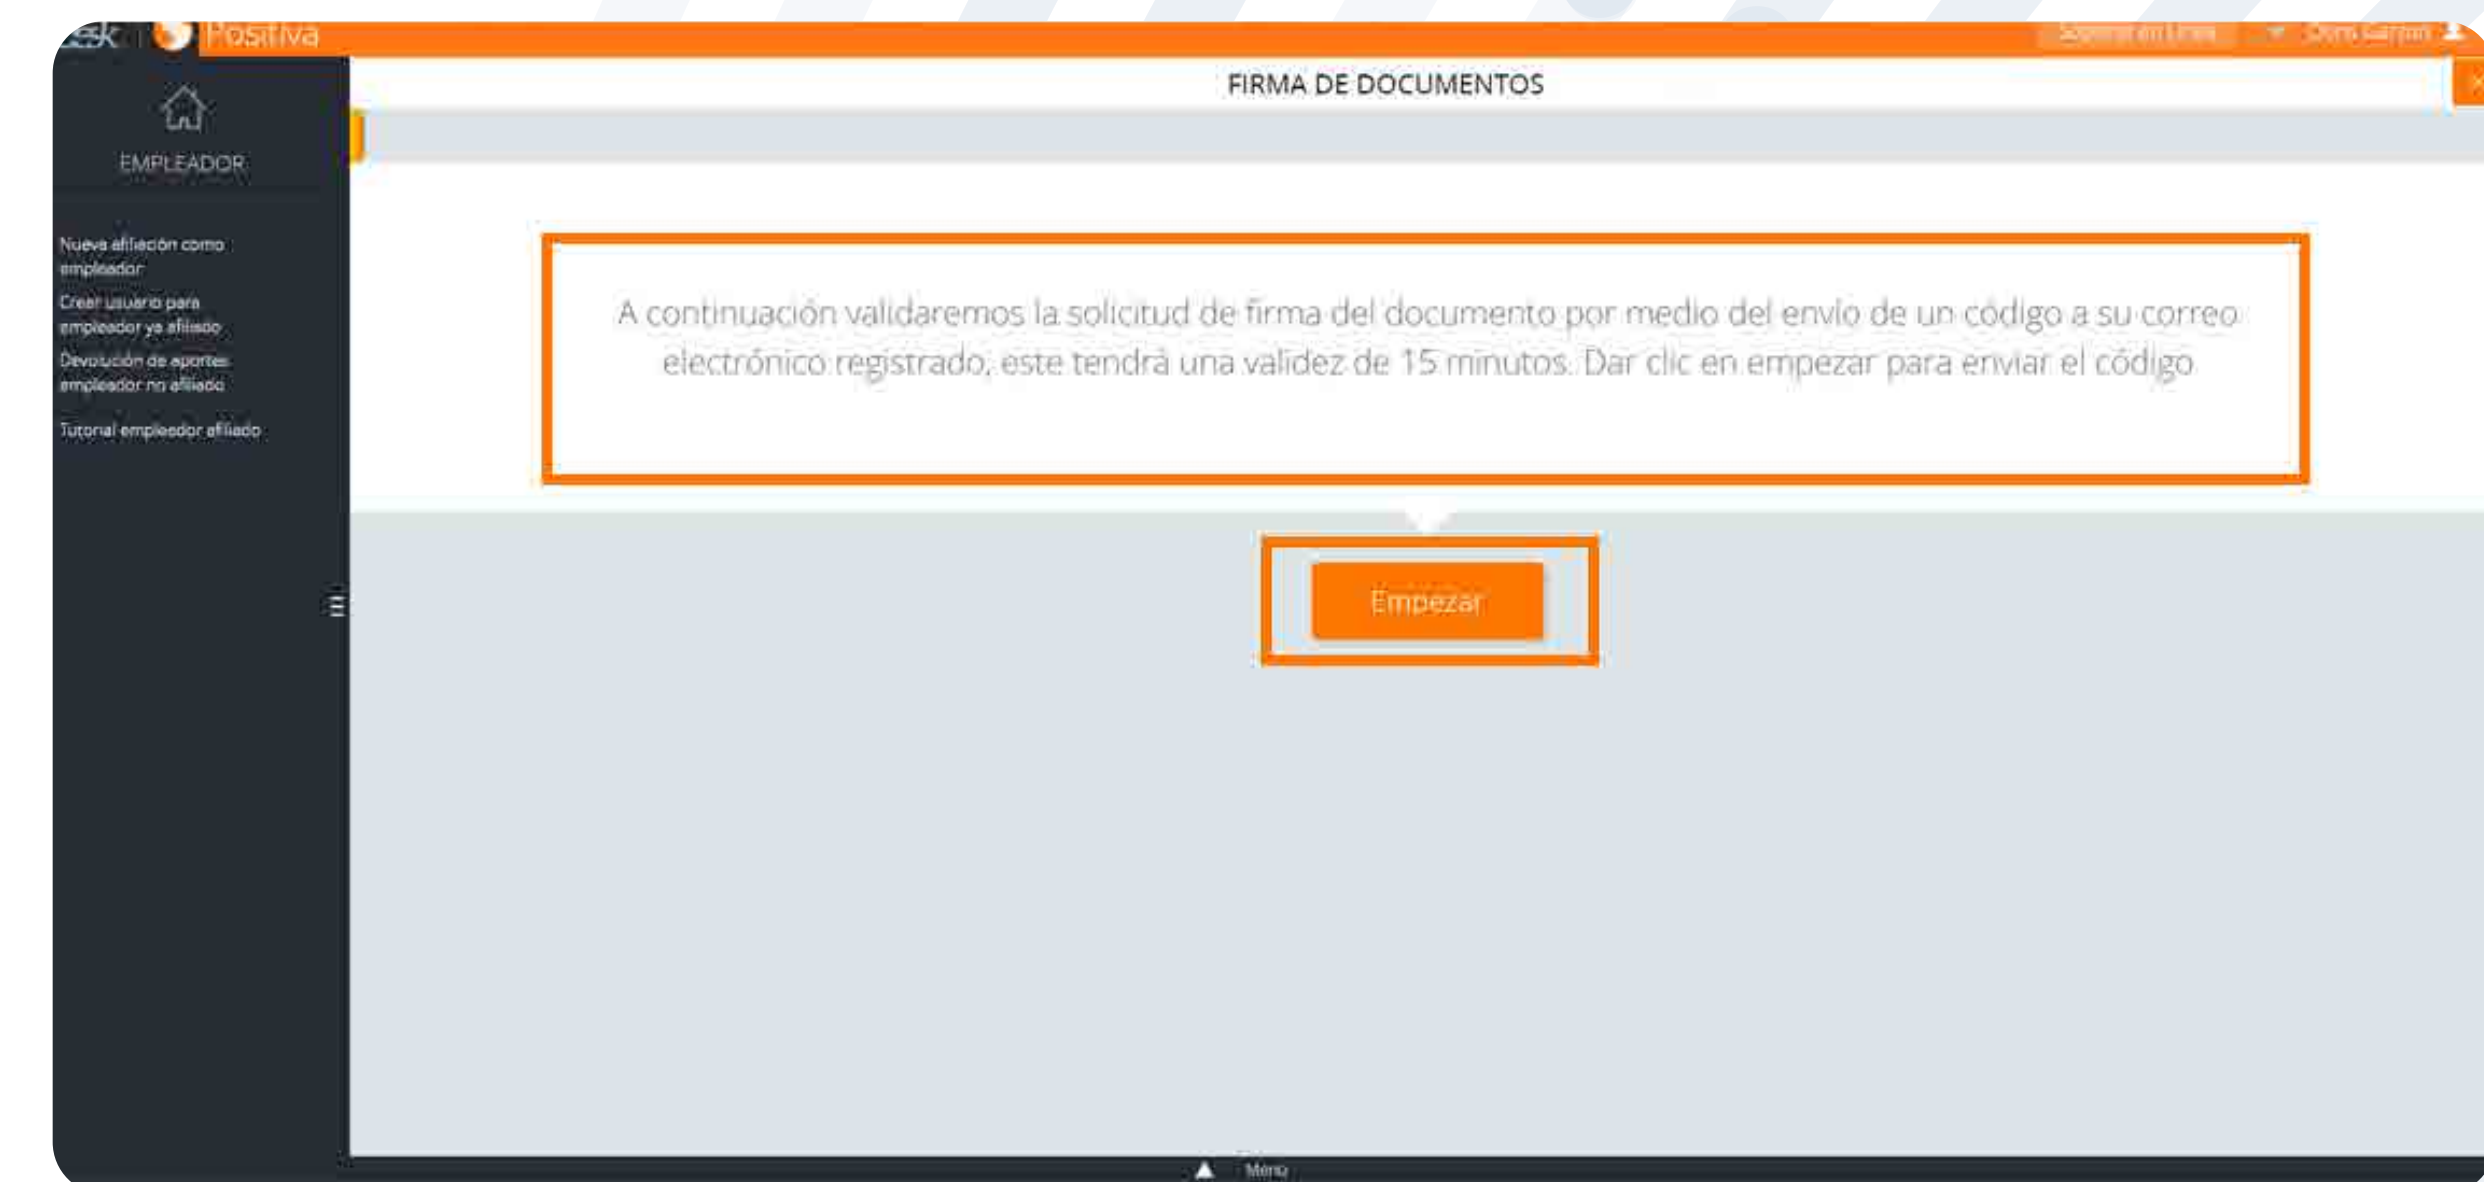 Positiva
FIRMA DE DOCUMENTOS
EMPLEADOR
Nueva afiliación como
empleador
Crear usuario para
empleador ya afiliado
Devolución de aportes
empleador no afiliado
Tutorial empleador afiliado
A continuación validaremos la solicitud de firma del documento por medio del envío de un código a su correo
electrónico registrado, este tendrá una validez de 15 minutos. Dar clic en empezar para enviar el código
Empezar
Menú